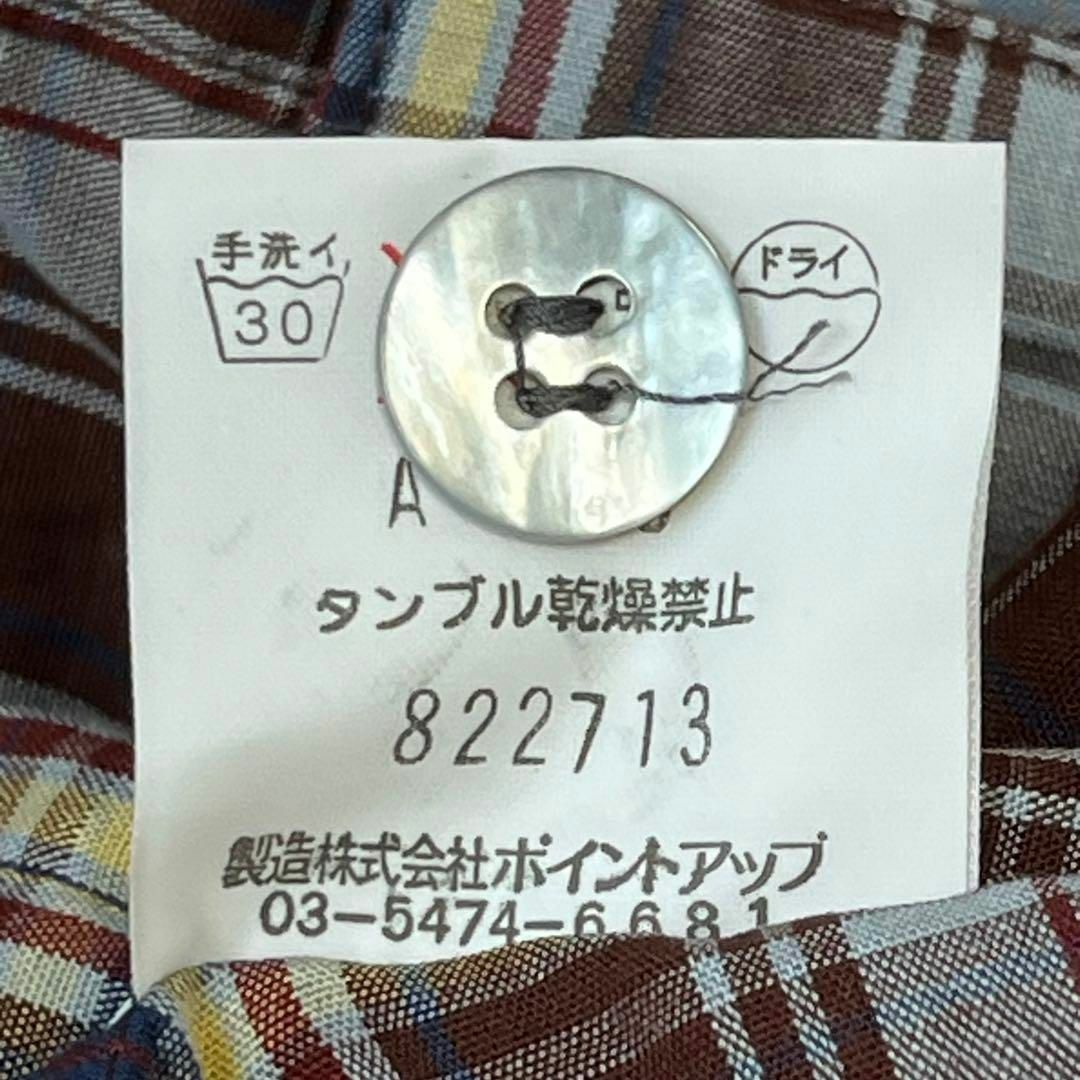 手洗イ
30
ドライ
A
タンブル乾燥禁止
822713
製造株式会社ポイントアップ
03-5474-6681